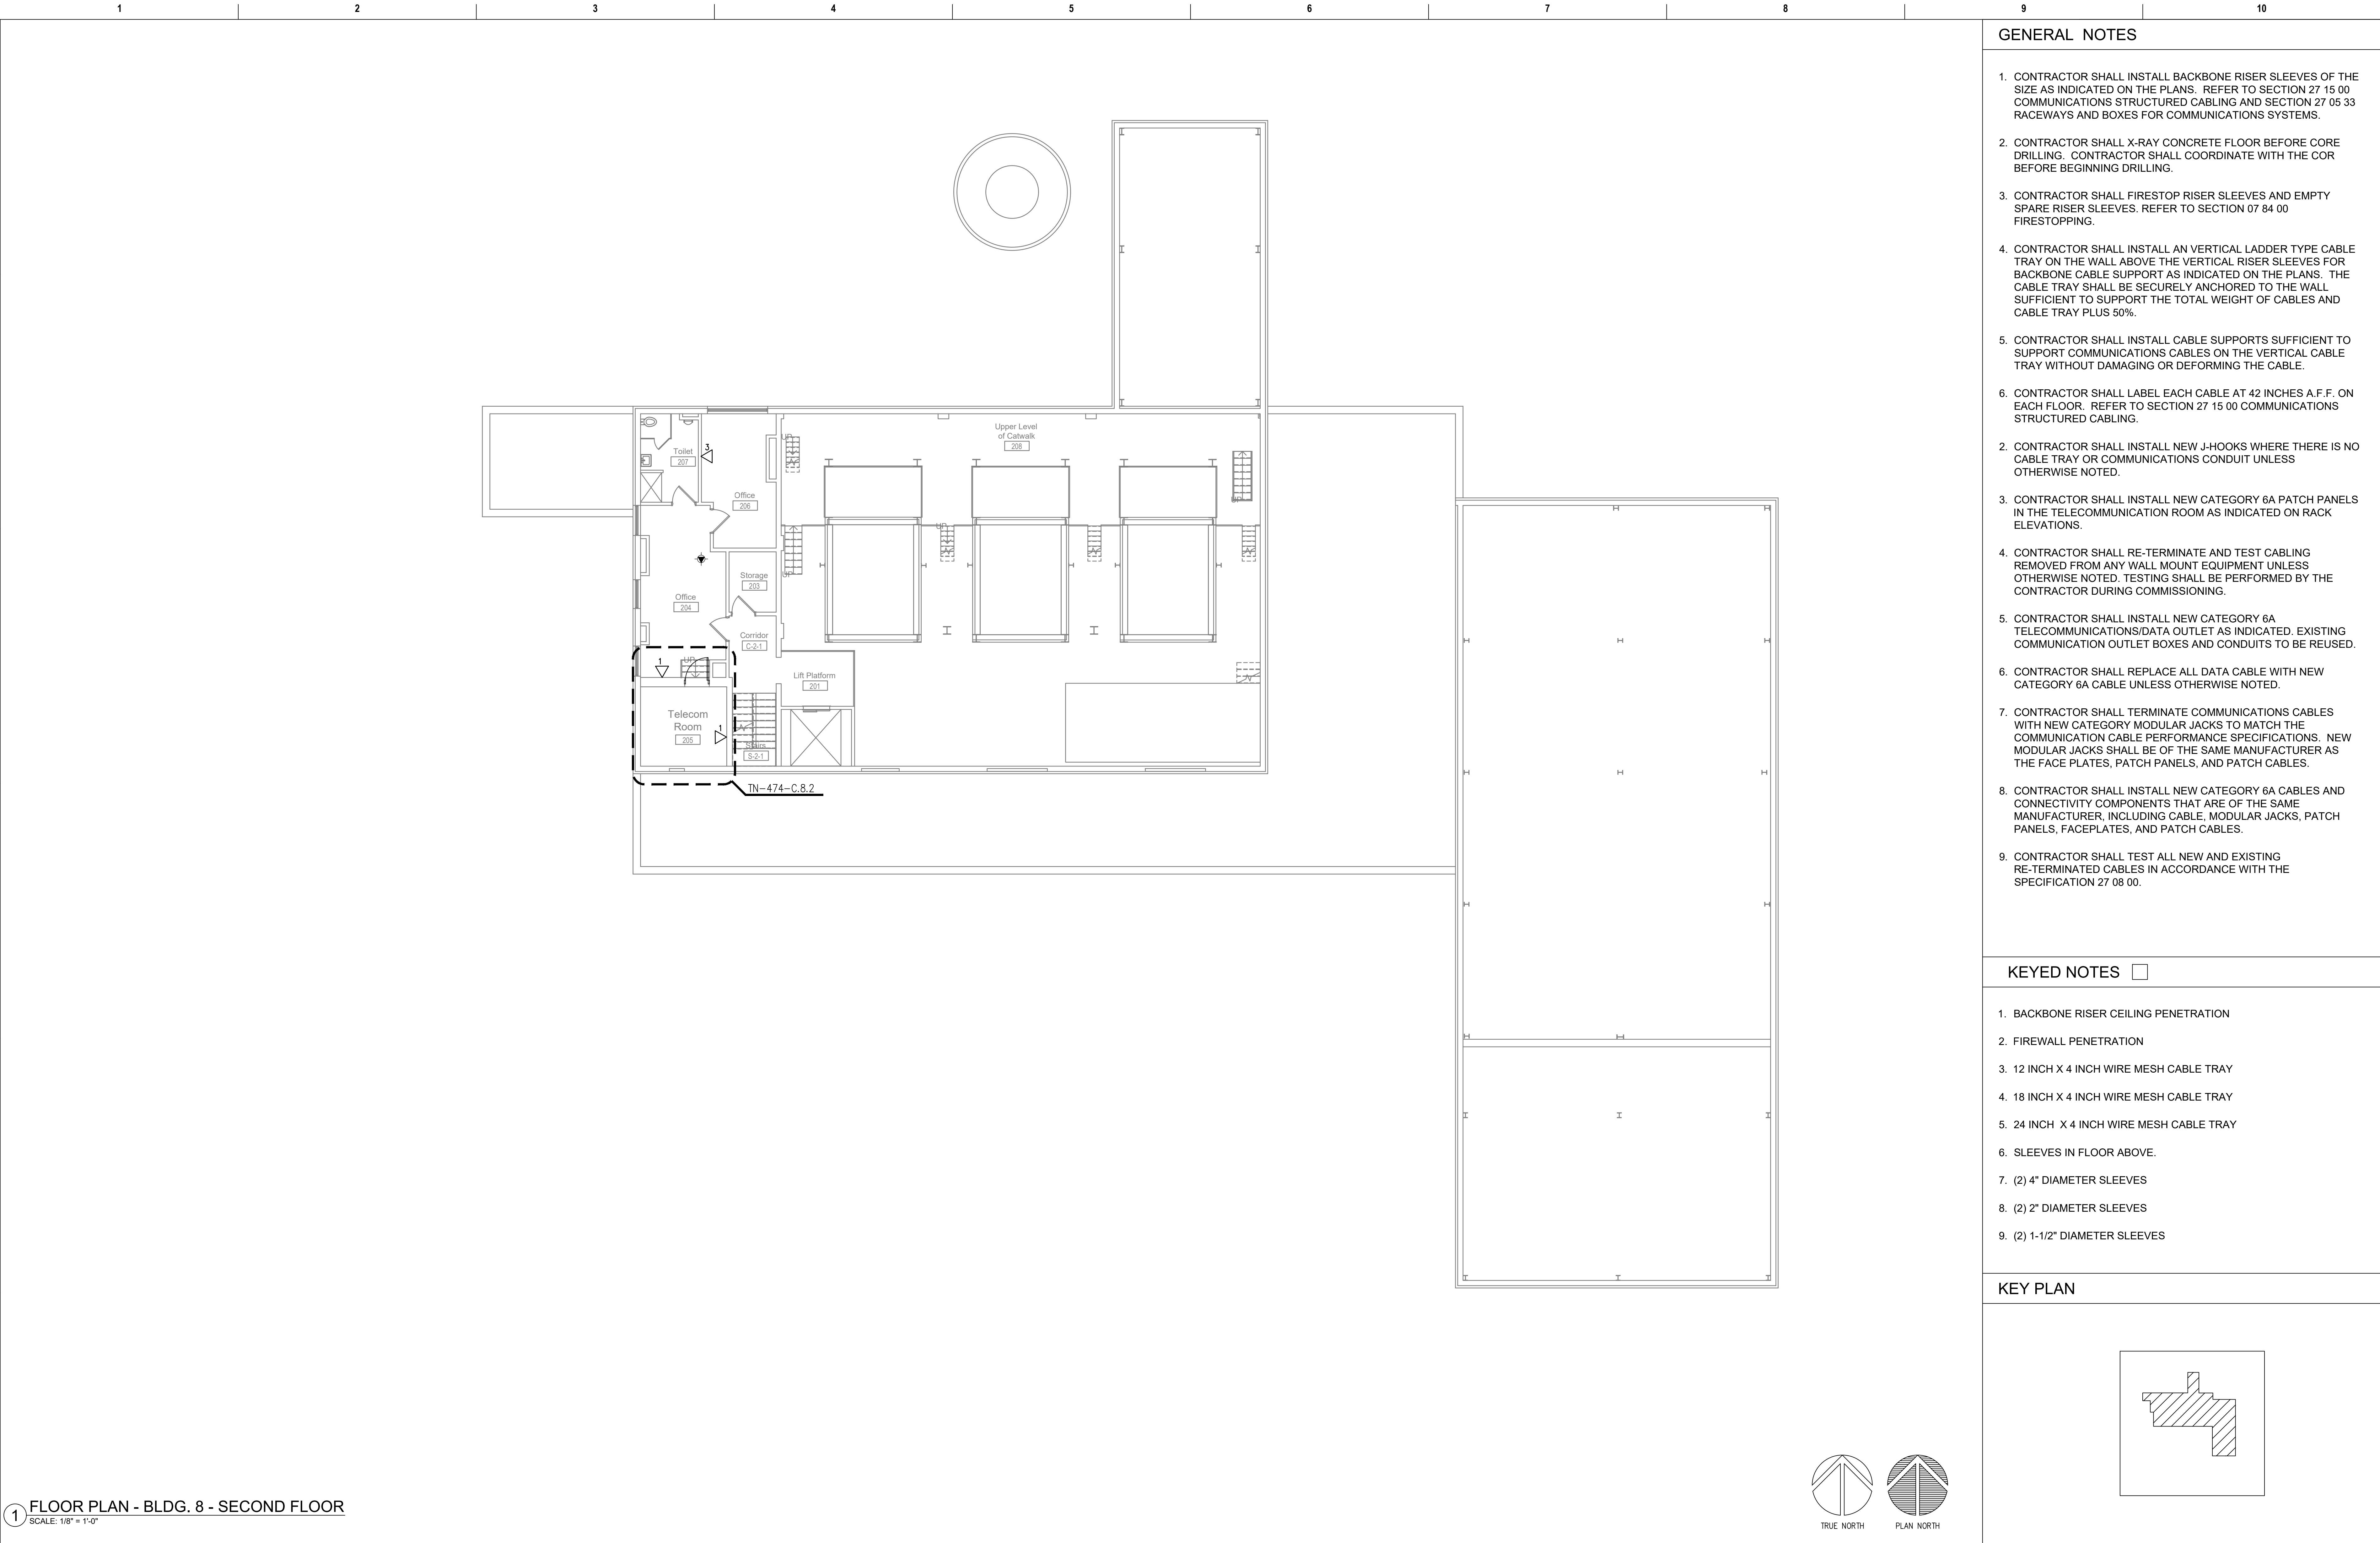 1 2 3 4 5 6 7 8 9 10
GENERAL NOTES
1. CONTRACTOR SHALL INSTALL BACKBONE RISER SLEEVES OF THE
SIZE AS INDICATED ON THE PLANS. REFER TO SECTION 27 15 00
COMMUNICATIONS STRUCTURED CABLING AND SECTION 27 05 33
RACEWAYS AND BOXES FOR COMMUNICATIONS SYSTEMS.
2. CONTRACTOR SHALL X-RAY CONCRETE FLOOR BEFORE CORE
DRILLING. CONTRACTOR SHALL COORDINATE WITH THE COR
BEFORE BEGINNING DRILLING.
3. CONTRACTOR SHALL FIRESTOP RISER SLEEVES AND EMPTY
SPARE RISER SLEEVES. REFER TO SECTION 07 84 00
FIRESTOPPING.
4. CONTRACTOR SHALL INSTALL AN VERTICAL LADDER TYPE CABLE
TRAY ON THE WALL ABOVE THE VERTICAL RISER SLEEVES FOR
BACKBONE CABLE SUPPORT AS INDICATED ON THE PLANS. THE
CABLE TRAY SHALL BE SECURELY ANCHORED TO THE WALL
SUFFICIENT TO SUPPORT THE TOTAL WEIGHT OF CABLES AND
CABLE TRAY PLUS 50%.
5. CONTRACTOR SHALL INSTALL CABLE SUPPORTS SUFFICIENT TO
SUPPORT COMMUNICATIONS CABLES ON THE VERTICAL CABLE
TRAY WITHOUT DAMAGING OR DEFORMING THE CABLE.
6. CONTRACTOR SHALL LABEL EACH CABLE AT 42 INCHES A.F.F. ON
EACH FLOOR. REFER TO SECTION 27 15 00 COMMUNICATIONS
STRUCTURED CABLING.
2. CONTRACTOR SHALL INSTALL NEW J-HOOKS WHERE THERE IS NO
CABLE TRAY OR COMMUNICATIONS CONDUIT UNLESS
OTHERWISE NOTED.
3. CONTRACTOR SHALL INSTALL NEW CATEGORY 6A PATCH PANELS
IN THE TELECOMMUNICATION ROOM AS INDICATED ON RACK
ELEVATIONS.
4. CONTRACTOR SHALL RE-TERMINATE AND TEST CABLING
REMOVED FROM ANY WALL MOUNT EQUIPMENT UNLESS
OTHERWISE NOTED. TESTING SHALL BE PERFORMED BY THE
CONTRACTOR DURING COMMISSIONING.
5. CONTRACTOR SHALL INSTALL NEW CATEGORY 6A
TELECOMMUNICATIONS/DATA OUTLET AS INDICATED. EXISTING
COMMUNICATION OUTLET BOXES AND CONDUITS TO BE REUSED.
6. CONTRACTOR SHALL REPLACE ALL DATA CABLE WITH NEW
CATEGORY 6A CABLE UNLESS OTHERWISE NOTED.
7. CONTRACTOR SHALL TERMINATE COMMUNICATIONS CABLES
WITH NEW CATEGORY MODULAR JACKS TO MATCH THE
COMMUNICATION CABLE PERFORMANCE SPECIFICATIONS. NEW
MODULAR JACKS SHALL BE OF THE SAME MANUFACTURER AS
THE FACE PLATES, PATCH PANELS, AND PATCH CABLES.
8. CONTRACTOR SHALL INSTALL NEW CATEGORY 6A CABLES AND
CONNECTIVITY COMPONENTS THAT ARE OF THE SAME
MANUFACTURER, INCLUDING CABLE, MODULAR JACKS, PATCH
PANELS, FACEPLATES, AND PATCH CABLES.
9. CONTRACTOR SHALL TEST ALL NEW AND EXISTING
RE-TERMINATED CABLES IN ACCORDANCE WITH THE
SPECIFICATION 27 08 00.
KEYED NOTES
1. BACKBONE RISER CEILING PENETRATION
2. FIREWALL PENETRATION
3. 12 INCH X 4 INCH WIRE MESH CABLE TRAY
4. 18 INCH X 4 INCH WIRE MESH CABLE TRAY
5. 24 INCH X 4 INCH WIRE MESH CABLE TRAY
6. SLEEVES IN FLOOR ABOVE.
7. (2) 4" DIAMETER SLEEVES
8. (2) 2" DIAMETER SLEEVES
9. (2) 1-1/2" DIAMETER SLEEVES
KEY PLAN
Upper Level
of Catwalk
208
UP
Toilet
207
3
Office
206
UP
UP
Storage
203
UP
Office
204
Corridor
C-2-1
1
UP
Lift Platform
201
Telecom
Room
205
1
Stairs
S-2-1
TN-474-C.8.2
TRUE NORTH
PLAN NORTH
1
FLOOR PLAN - BLDG. 8 - SECOND FLOOR
SCALE: 1/8" = 1'-0"